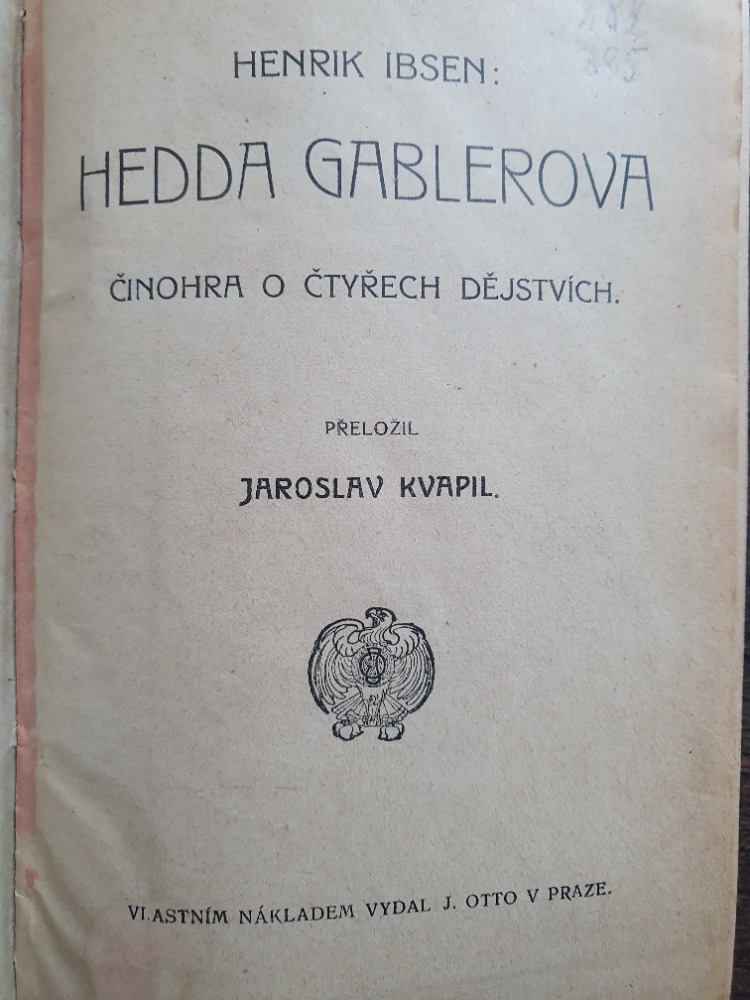 HENRIK IBSEN:
HEDDA GABLEROVA
ČINOHRA O ČTYŘECH DĚJSTVÍCH.
PŘELOŽIL
JAROSLAV KVAPIL.
VLASTNÍM NÁKLADEM VYDAL J. OTTO V PRAZE.